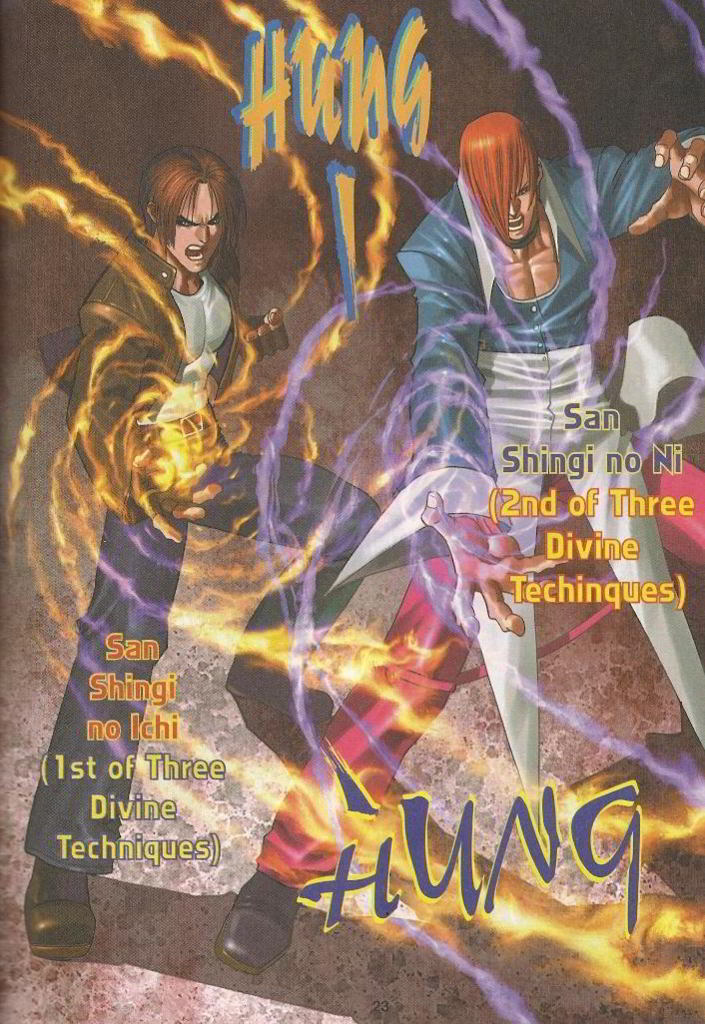 HUNG
!
San
Shingi no Ni
(2nd of Three
Divine
Techinques)
San
Shingi
no Ichi
(1st of Three
Divine
Techniques)
HUNG
23